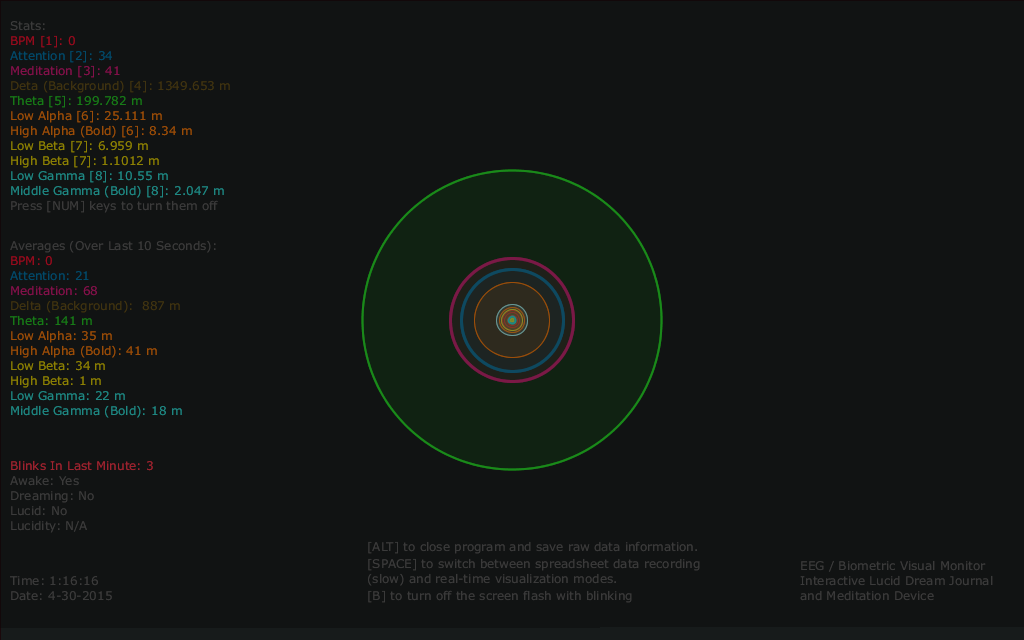 Stats:
BPM [1]: 0
Attention [2]: 34
Meditation [3]: 41
Deta (Background) [4]: 1349.653 m
Theta [5]: 199.782 m
Low Alpha [6]: 25.111 m
High Alpha (Bold) [6]: 8.34 m
Low Beta [7]: 6.959 m
High Beta [7]: 1.1012 m
Low Gamma [8]: 10.55 m
Middle Gamma (Bold) [8]: 2.047 m
Press [NUM] keys to turn them off
Averages (Over Last 10 Seconds):
BPM: 0
Attention: 21
Meditation: 68
Delta (Background):  887 m
Theta: 141 m
Low Alpha: 35 m
High Alpha (Bold): 41 m
Low Beta: 34 m
High Beta: 1 m
Low Gamma: 22 m
Middle Gamma (Bold): 18 m
Blinks In Last Minute: 3
Awake: Yes
Dreaming: No
Lucid: No
Lucidity: N/A
Time: 1:16:16
Date: 4-30-2015
[ALT] to close program and save raw data information.
[SPACE] to switch between spreadsheet data recording
(slow) and real-time visualization modes.
[B] to turn off the screen flash with blinking
EEG / Biometric Visual Monitor
Interactive Lucid Dream Journal
and Meditation Device